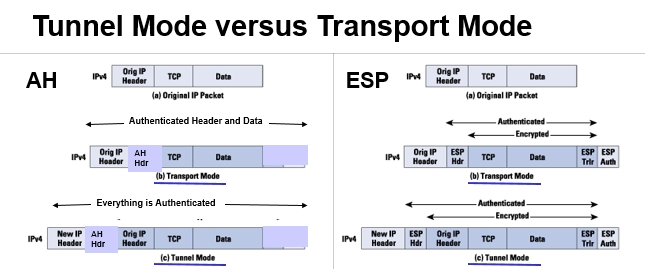 Tunnel Mode versus Transport Mode
AH
IPv4 Orig IP Header TCP Data
(a) Original IP Packet
Authenticated Header and Data
IPv4 Orig IP Header AH Hdr TCP Data
(b) Transport Mode
Everything is Authenticated
IPv4 New IP Header AH Hdr Orig IP Header TCP Data
(c) Tunnel Mode
ESP
IPv4 Orig IP Header TCP Data
(a) Original IP Packet
Authenticated
Encrypted
IPv4 Orig IP Header ESP Hdr TCP Data ESP Trlr ESP Auth
(b) Transport Mode
Authenticated
Encrypted
IPv4 New IP Header ESP Hdr Orig IP Header TCP Data ESP Trlr ESP Auth
(c) Tunnel Mode